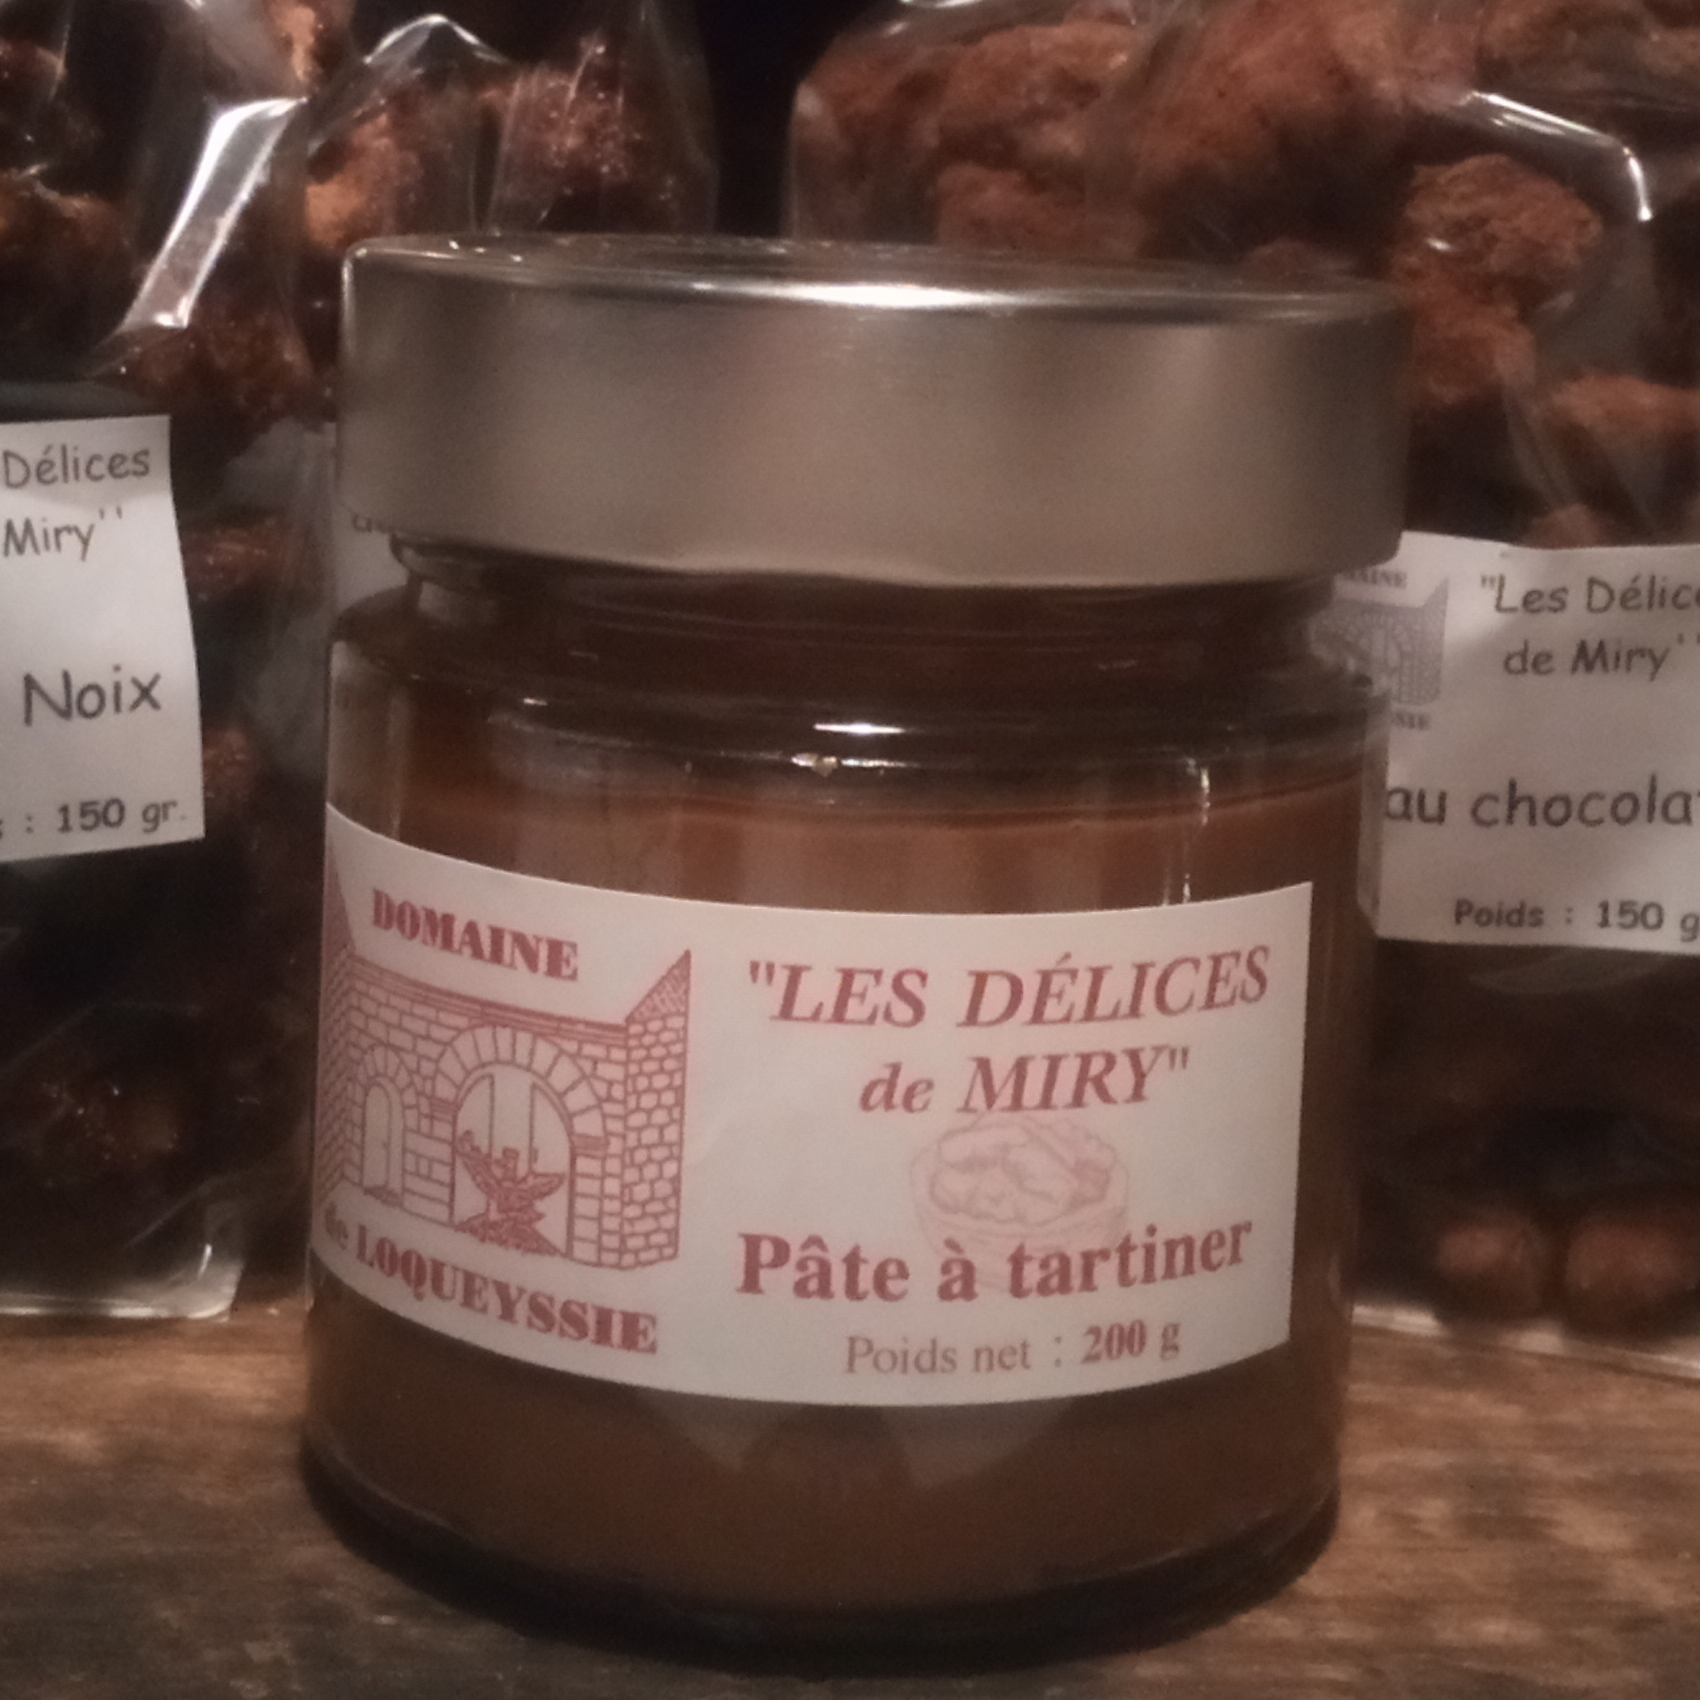 Délices
Miry''
Noix
: 150 gr.
DOMAINE
de LOQUEYSSIE
"LES DÉLICES
de MIRY"
Pâte à tartiner
Poids net : 200 g
"Les Délic
de Miry''
au chocola
Poids : 150 g